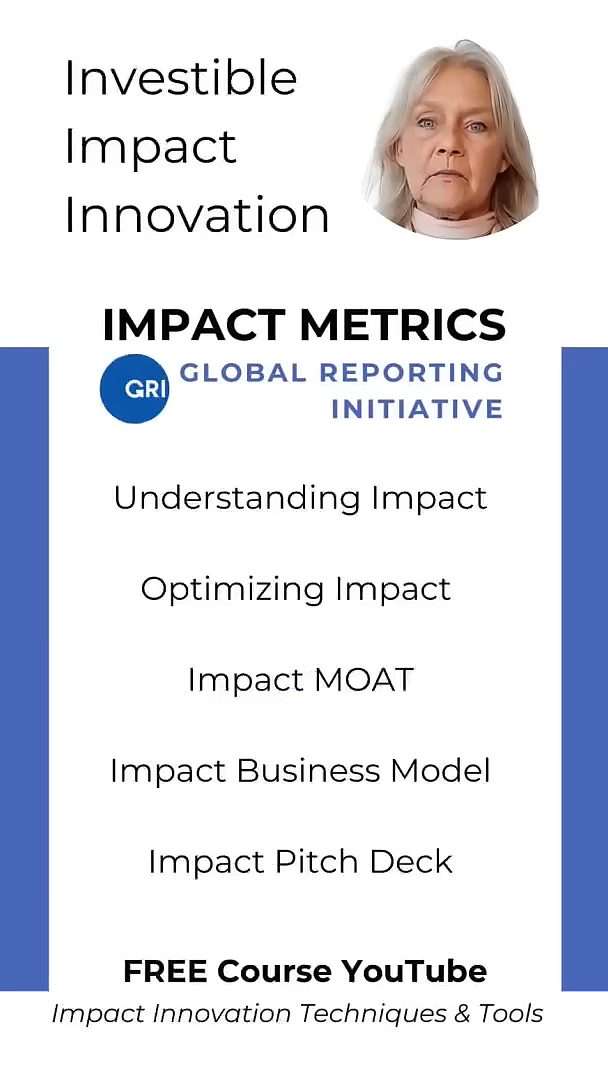 Investible
Impact
Innovation
IMPACT METRICS
GRI
GLOBAL REPORTING
INITIATIVE
Understanding Impact
Optimizing Impact
Impact MOAT
Impact Business Model
Impact Pitch Deck
FREE Course YouTube
Impact Innovation Techniques & Tools